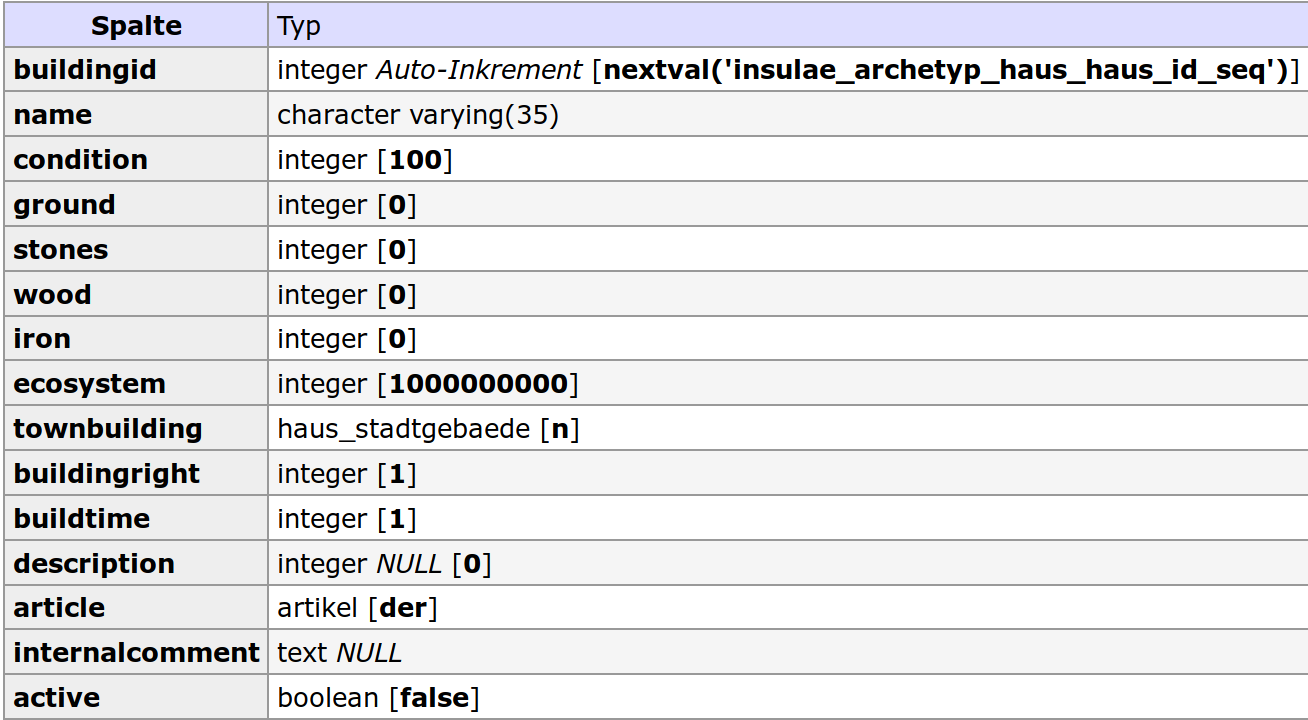 Spalte Typ
buildingid integer Auto-Inkrement [nextval('insulae_archetyp_haus_haus_id_seq')]
name character varying(35)
condition integer [100]
ground integer [0]
stones integer [0]
wood integer [0]
iron integer [0]
ecosystem integer [1000000000]
townbuilding haus_stadtgebaede [n]
buildingright integer [1]
buildtime integer [1]
description integer NULL [0]
article artikel [der]
internalcomment text NULL
active boolean [false]